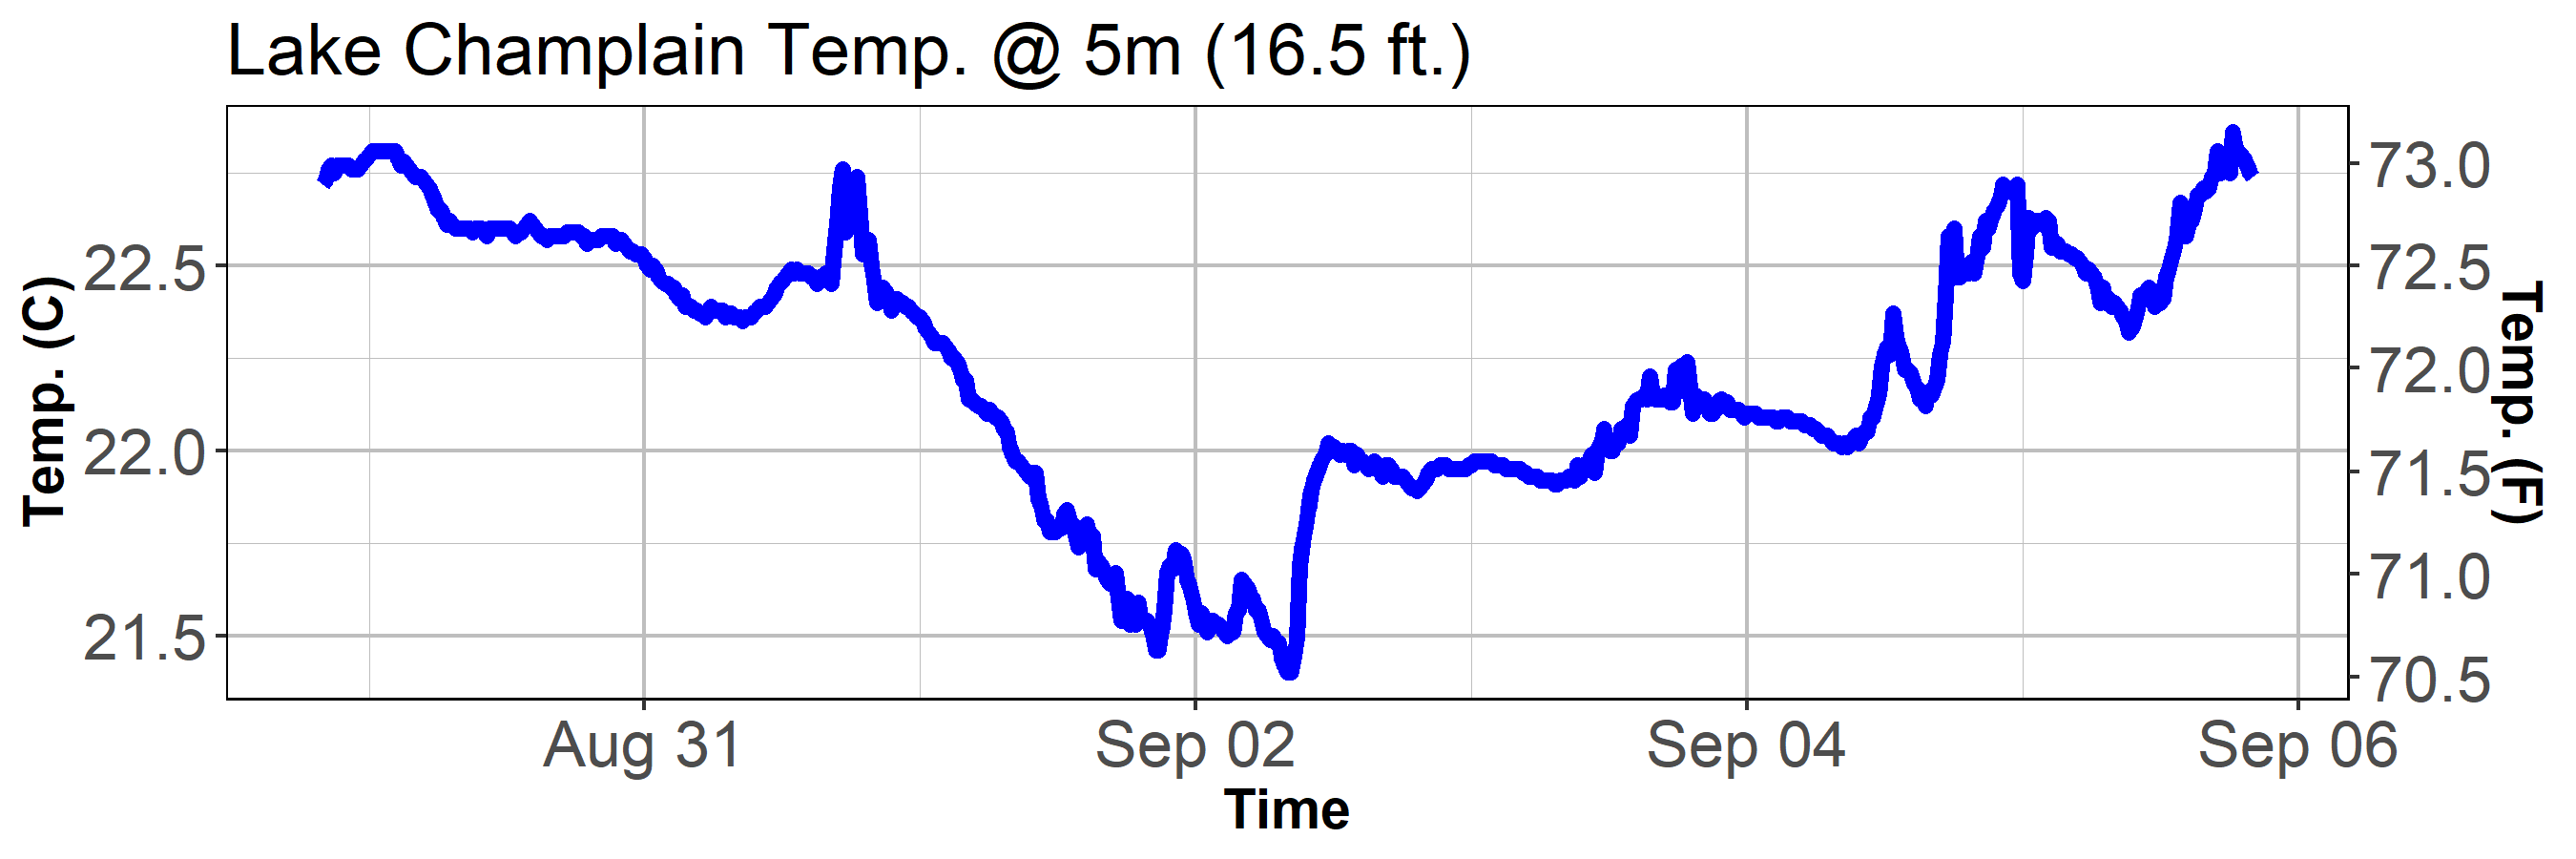 Lake Champlain Temp. @ 5m (16.5 ft.)
Temp. (C)
22.5
22.0
21.5
73.0
72.5
72.0
71.5
71.0
70.5
Temp. (F)
Aug 31
Sep 02
Sep 04
Sep 06
Time